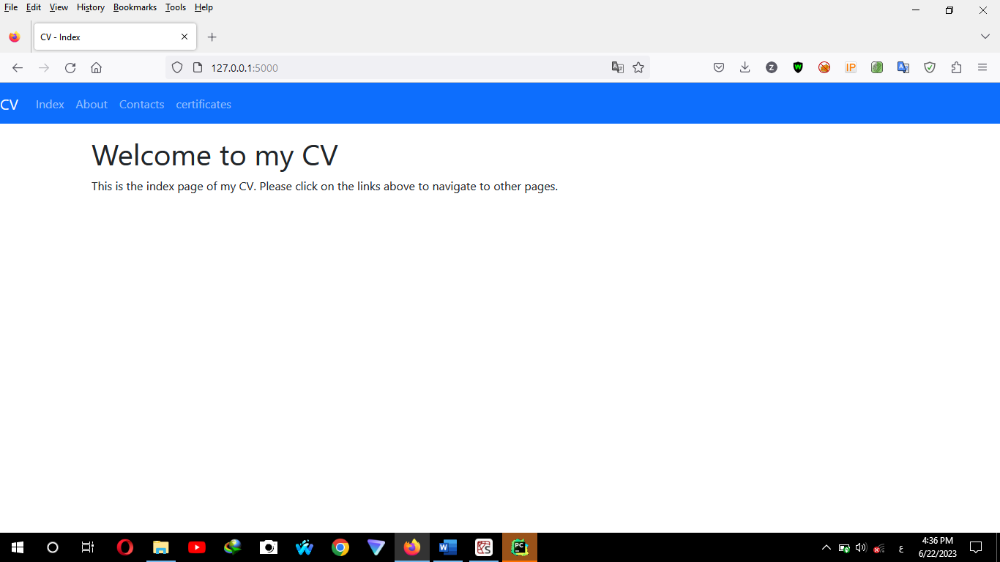 File Edit View History Bookmarks Tools Help
CV - Index
127.0.0.1:5000
Z
W
IP
CV Index About Contacts certificates
Welcome to my CV
This is the index page of my CV. Please click on the links above to navigate to other pages.
W
PC
ع
4:36 PM
6/22/2023